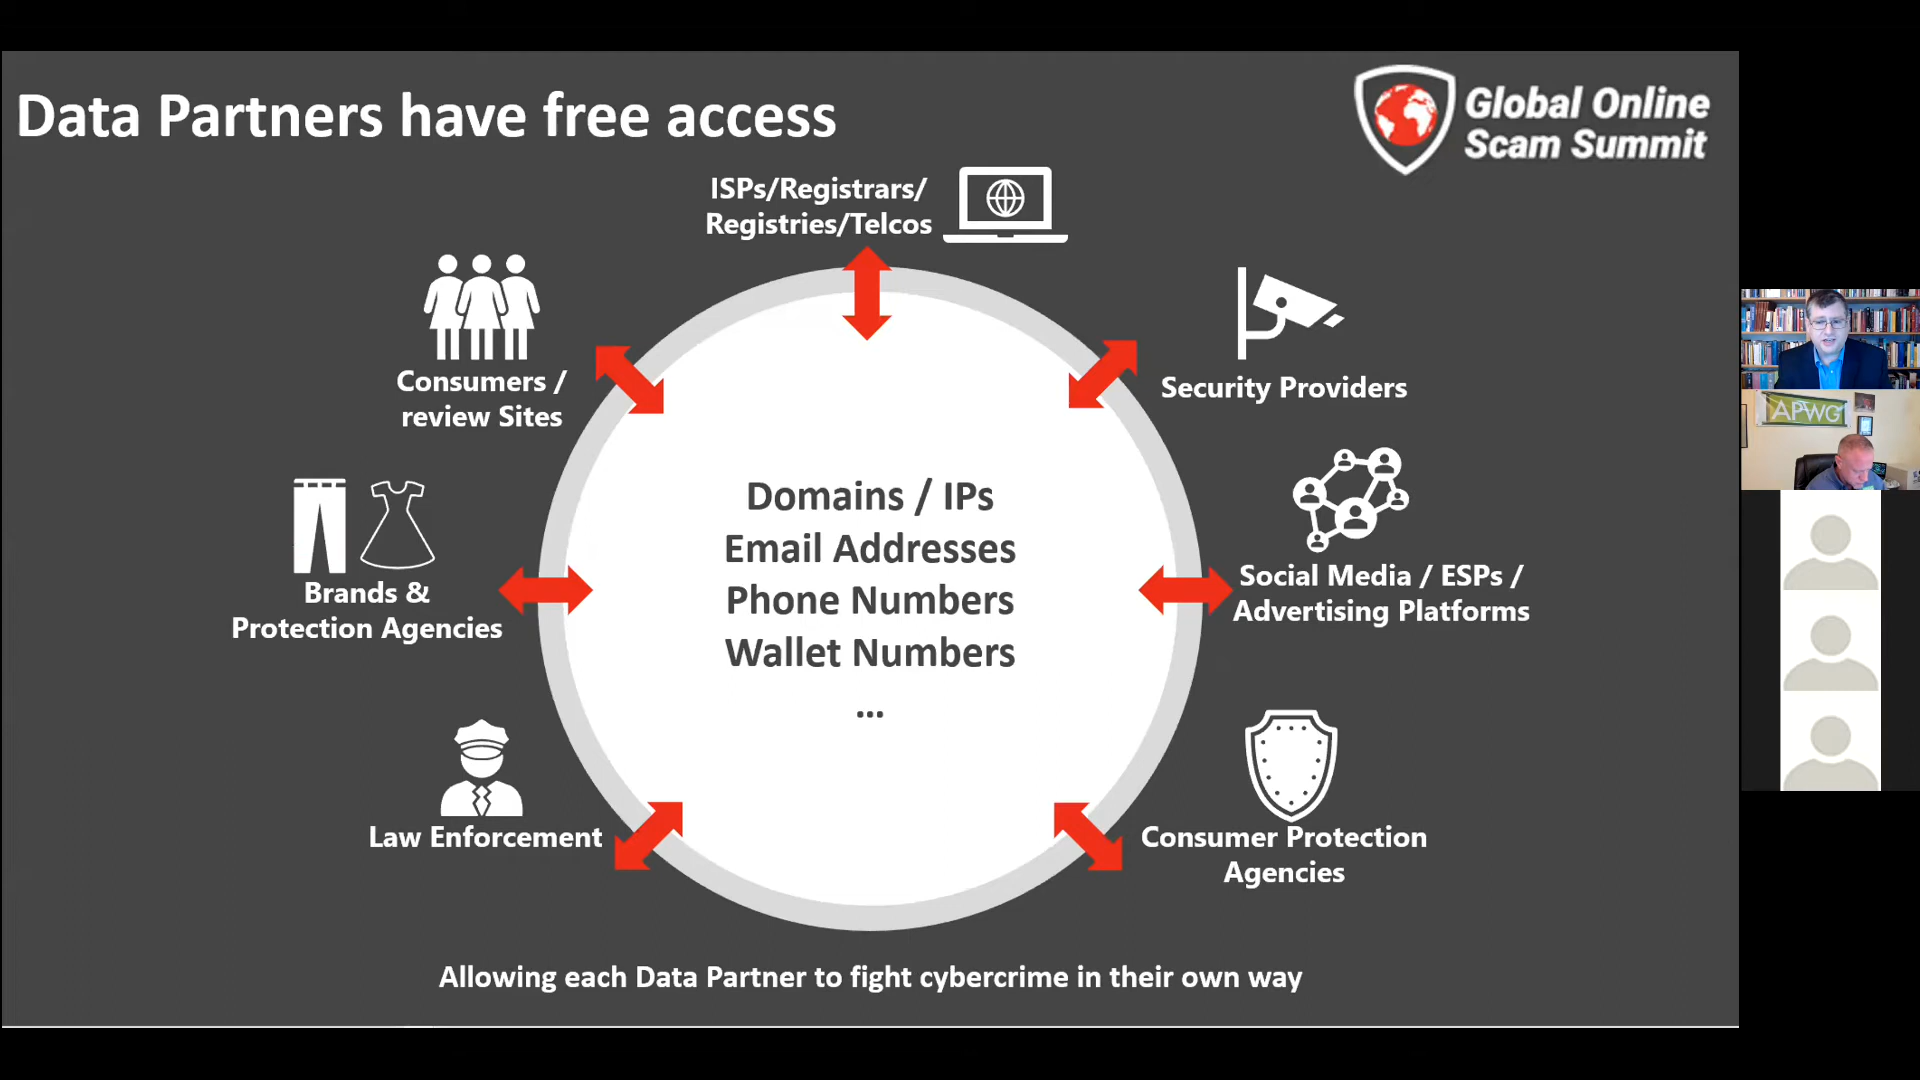 Data Partners have free access
Global Online
Scam Summit
ISPs/Registrars/
Registries/Telcos
Consumers /
review Sites
Security Providers
Domains / IPs
Email Addresses
Phone Numbers
Wallet Numbers
...
Brands &
Protection Agencies
Social Media / ESPs /
Advertising Platforms
Law Enforcement
Consumer Protection
Agencies
Allowing each Data Partner to fight cybercrime in their own way
APWG